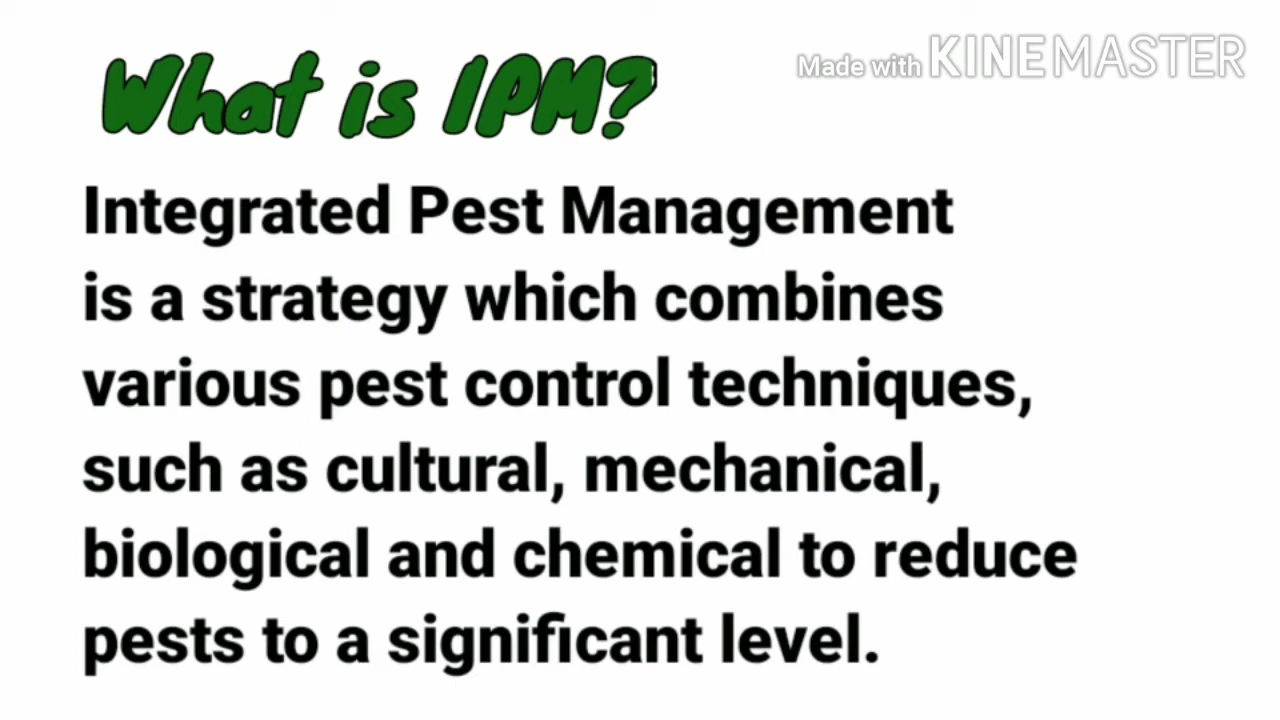 What is IPM?
Made with KINEMASTER
Integrated Pest Management
is a strategy which combines
various pest control techniques,
such as cultural, mechanical,
biological and chemical to reduce
pests to a significant level.